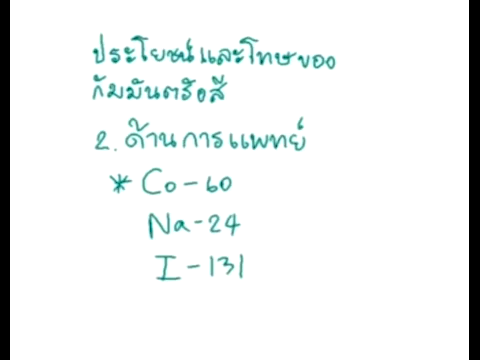 ประโยชน์และโทษของ
กัมมันตรังสี
2. ด้านการแพทย์
* Co-60
Na-24
I-131